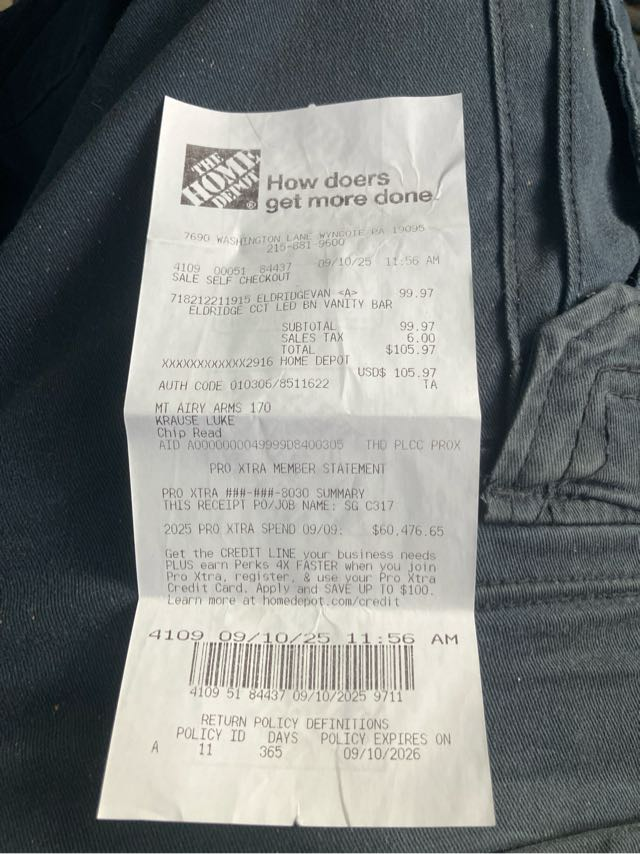 THE HOME DEPOT®
How doers
get more done.
7690 WASHINGTON LANE WYNCOTE PA 19095
215-881-9600
4109 00051 84437 09/10/25 11:56 AM
SALE SELF CHECKOUT
718212211915 ELDRIDGEVAN <A> 99.97
ELDRIDGE CCT LED BN VANITY BAR
SUBTOTAL 99.97
SALES TAX 6.00
TOTAL $105.97
XXXXXXXXXXXX2916 HOME DEPOT
USD$ 105.97
AUTH CODE 010306/8511622 TA
MT AIRY ARMS 170
KRAUSE LUKE
Chip Read
AID A0000000049999D8400305 THD PLCC PROX
PRO XTRA MEMBER STATEMENT
PRO XTRA ###-###-8030 SUMMARY
THIS RECEIPT PO/JOB NAME: SG C317
2025 PRO XTRA SPEND 09/09: $60,476.65
Get the CREDIT LINE your business needs
PLUS earn Perks 4X FASTER when you join
Pro Xtra, register, & use your Pro Xtra
Credit Card. Apply and SAVE UP TO $100.
Learn more at homedepot.com/credit
4109 09/10/25 11:56 AM
4109 51 84437 09/10/2025 9711
RETURN POLICY DEFINITIONS
POLICY ID DAYS POLICY EXPIRES ON
A 11 365 09/10/2026